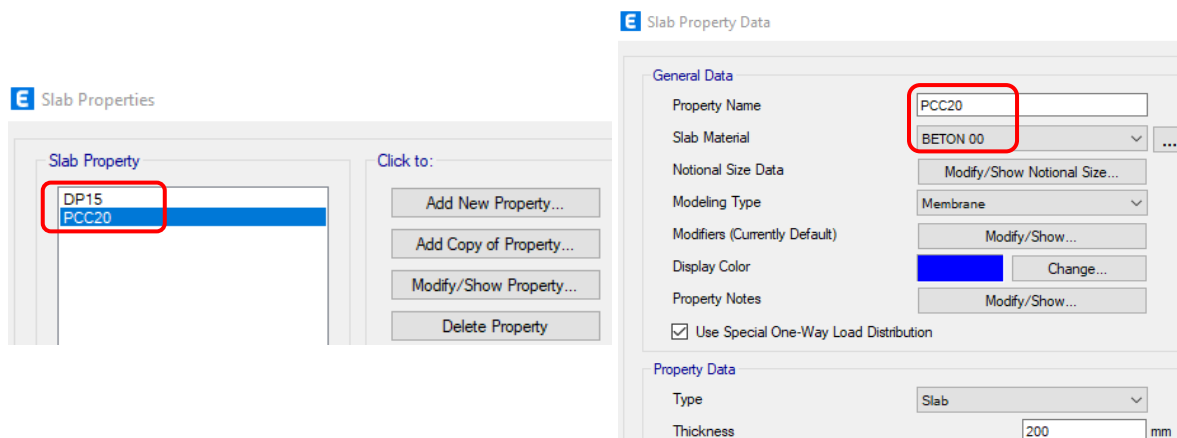 Slab Properties
Slab Property
DP15
PCC20
Click to:
Add New Property...
Add Copy of Property...
Modify/Show Property...
Delete Property
Slab Property Data
General Data
Property Name PCC20
Slab Material BETON 00 ...
Notional Size Data Modify/Show Notional Size...
Modeling Type Membrane
Modifiers (Currently Default) Modify/Show...
Display Color Change...
Property Notes Modify/Show...
Use Special One-Way Load Distribution
Property Data
Type Slab
Thickness 200 mm